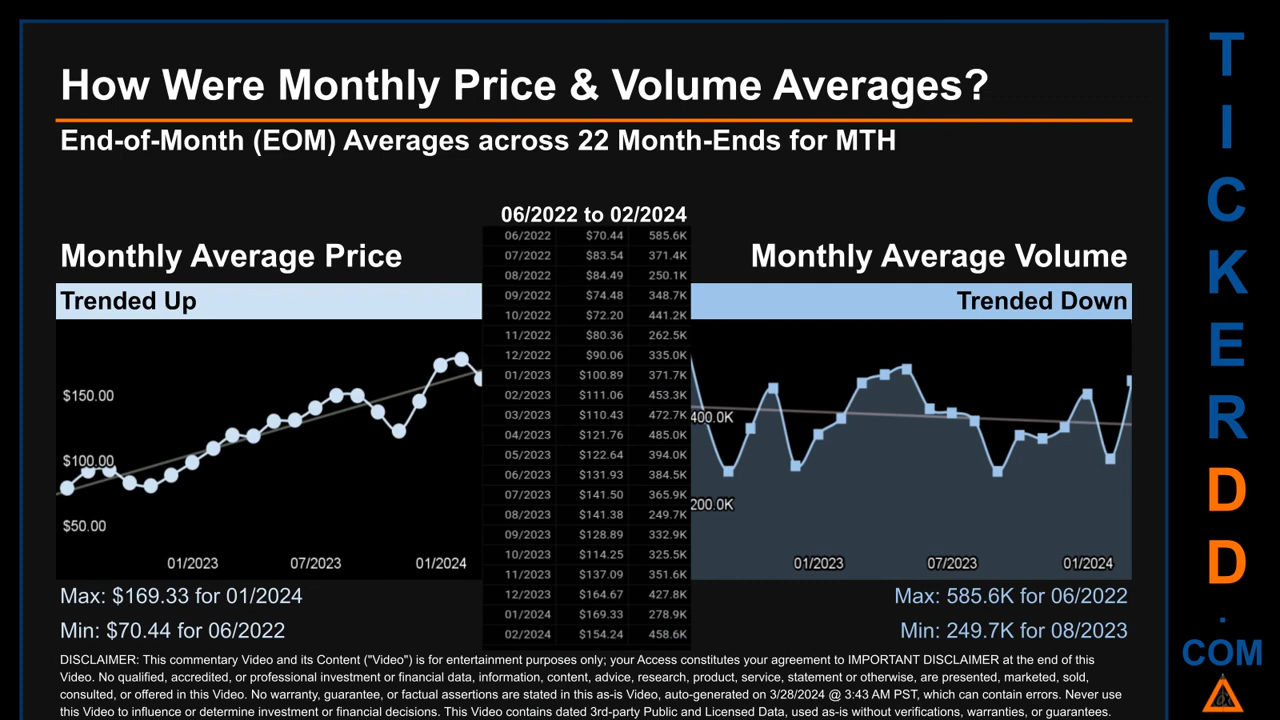 How Were Monthly Price & Volume Averages?
End-of-Month (EOM) Averages across 22 Month-Ends for MTH
06/2022 to 02/2024
Monthly Average Price
Trended Up
$150.00
$100.00
$50.00
01/2023 07/2023 01/2024
Max: $169.33 for 01/2024
Min: $70.44 for 06/2022
06/2022 $70.44 585.6K
07/2022 $83.54 371.4K
08/2022 $84.49 250.1K
09/2022 $74.48 348.7K
10/2022 $72.20 441.2K
11/2022 $80.36 262.5K
12/2022 $90.06 335.0K
01/2023 $100.89 371.7K
02/2023 $111.06 453.3K
03/2023 $110.43 472.7K
04/2023 $121.76 485.0K
05/2023 $122.64 394.0K
06/2023 $131.93 384.5K
07/2023 $141.50 365.9K
08/2023 $141.38 249.7K
09/2023 $128.89 332.9K
10/2023 $114.25 325.5K
11/2023 $137.09 351.6K
12/2023 $164.67 427.8K
01/2024 $169.33 278.9K
02/2024 $154.24 458.6K
Monthly Average Volume
Trended Down
400.0K
200.0K
01/2023 07/2023 01/2024
Max: 585.6K for 06/2022
Min: 249.7K for 08/2023
DISCLAIMER: This commentary Video and its Content ("Video") is for entertainment purposes only; your Access constitutes your agreement to IMPORTANT DISCLAIMER at the end of this
Video. No qualified, accredited, or professional investment or financial data, information, content, advice, research, product, service, statement or otherwise, are presented, marketed, sold,
consulted, or offered in this Video. No warranty, guarantee, or factual assertions are stated in this as-is Video, auto-generated on 3/28/2024 @ 3:43 AM PST, which can contain errors. Never use
this Video to influence or determine investment or financial decisions. This Video contains dated 3rd-party Public and Licensed Data, used as-is without verifications, warranties, or guarantees.
T
I
C
K
E
R
D
D
.
COM